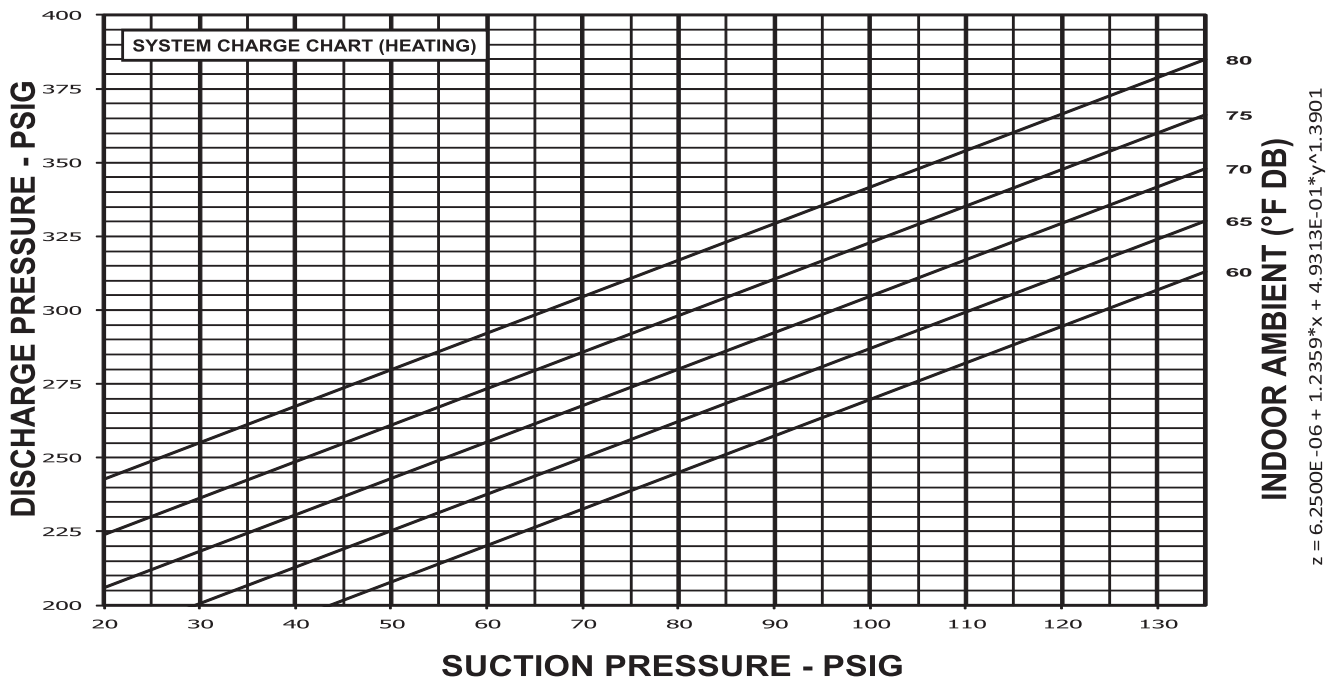 SYSTEM CHARGE CHART (HEATING)
DISCHARGE PRESSURE - PSIG
400
375
350
325
300
275
250
225
200
20 30 40 50 60 70 80 90 100 110 120 130
SUCTION PRESSURE - PSIG
80
75
70
65
60
INDOOR AMBIENT (°F DB)
z = 6.2500E-06 + 1.2359*x + 4.9313E-01*y^1.3901